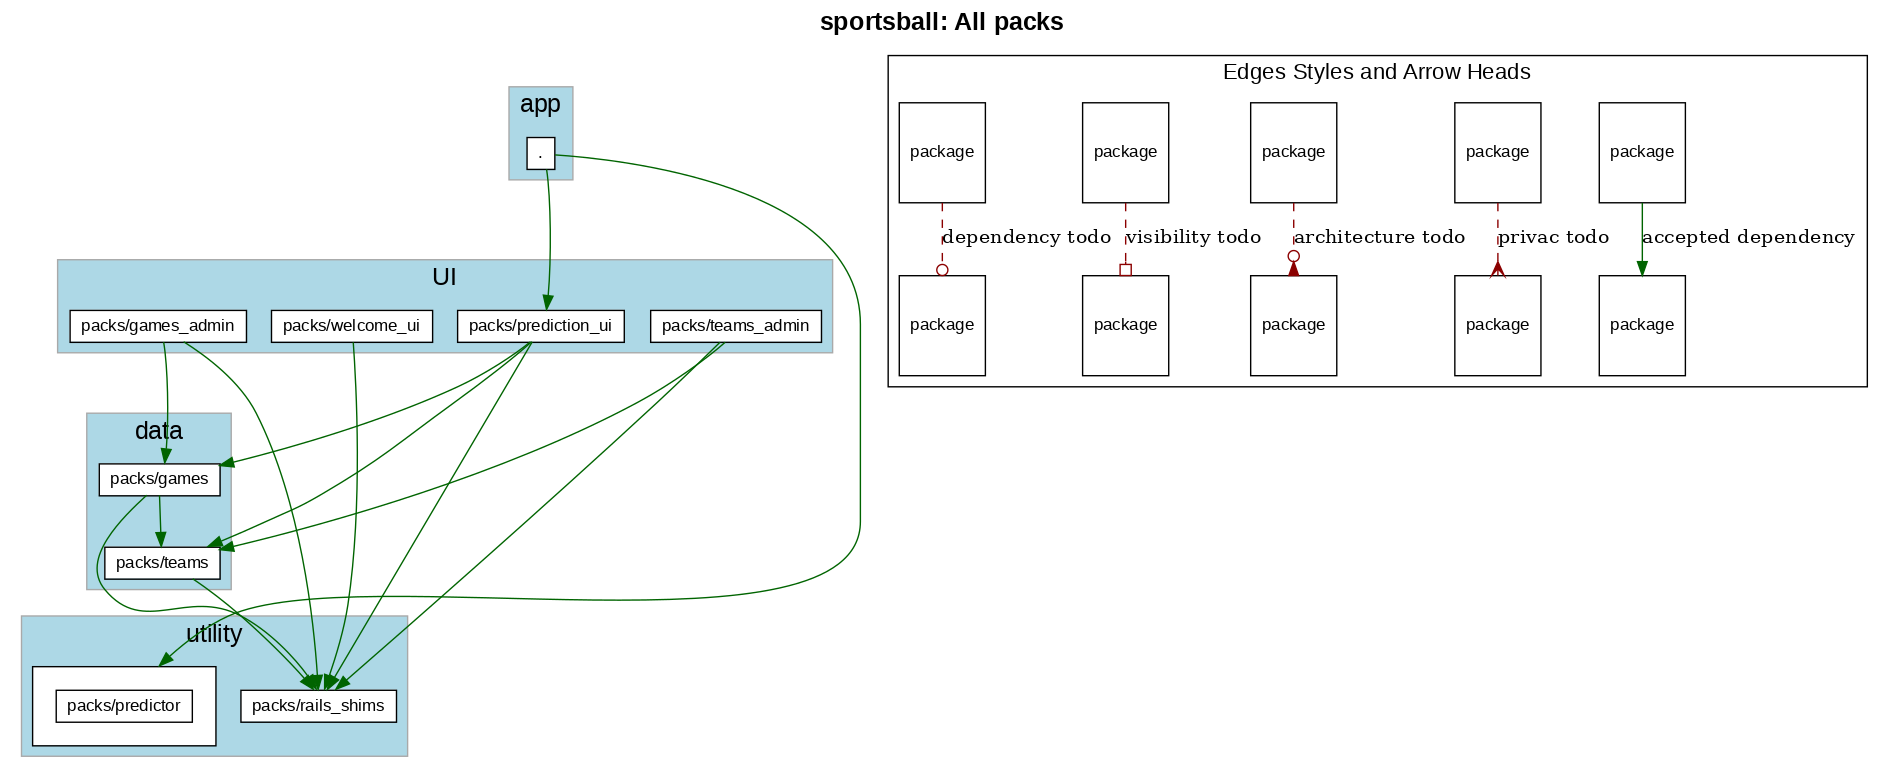 sportsball: All packs
app
.
UI
packs/games_admin
packs/welcome_ui
packs/prediction_ui
packs/teams_admin
data
packs/games
packs/teams
utility
packs/predictor
packs/rails_shims
Edges Styles and Arrow Heads
package
package
package
package
package
dependency todo
visibility todo
architecture todo
privac todo
accepted dependency
package
package
package
package
package